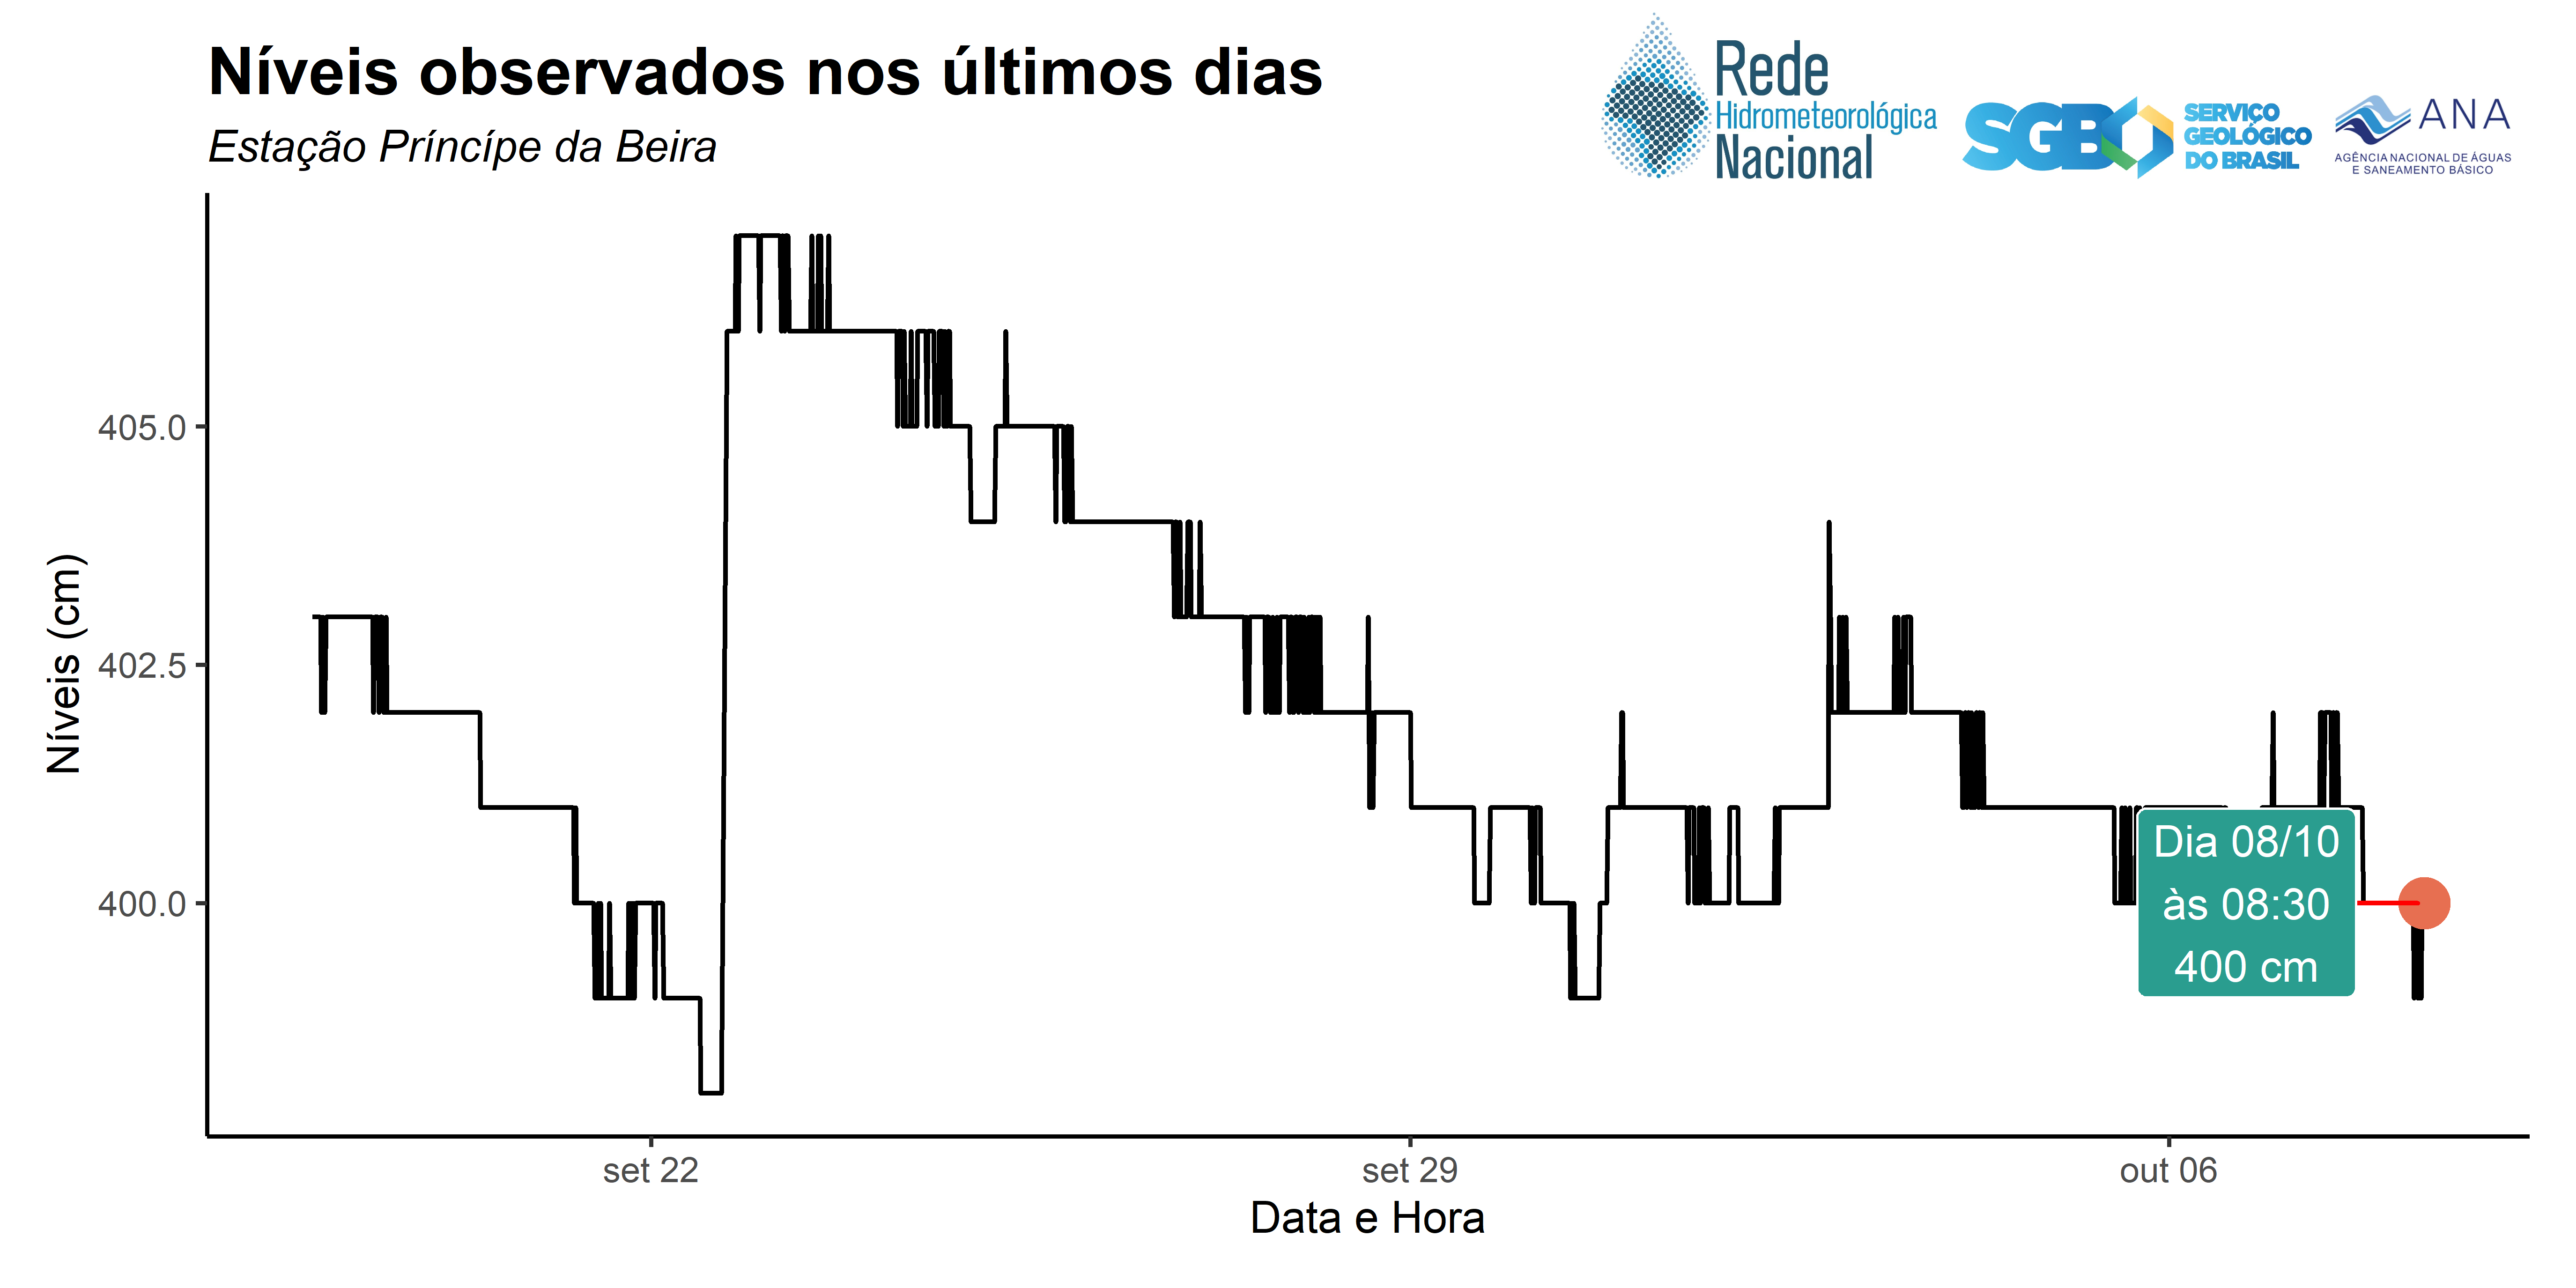 Níveis observados nos últimos dias
Estação Príncípe da Beira
Rede
Hidrometeorológica
Nacional
SGB
SERVIÇO
GEOLÓGICO
DO BRASIL
ANA
AGÊNCIA NACIONAL DE ÁGUAS
E SANEAMENTO BÁSICO
Níveis (cm)
405.0
402.5
400.0
Dia 08/10
às 08:30
400 cm
set 22
set 29
out 06
Data e Hora